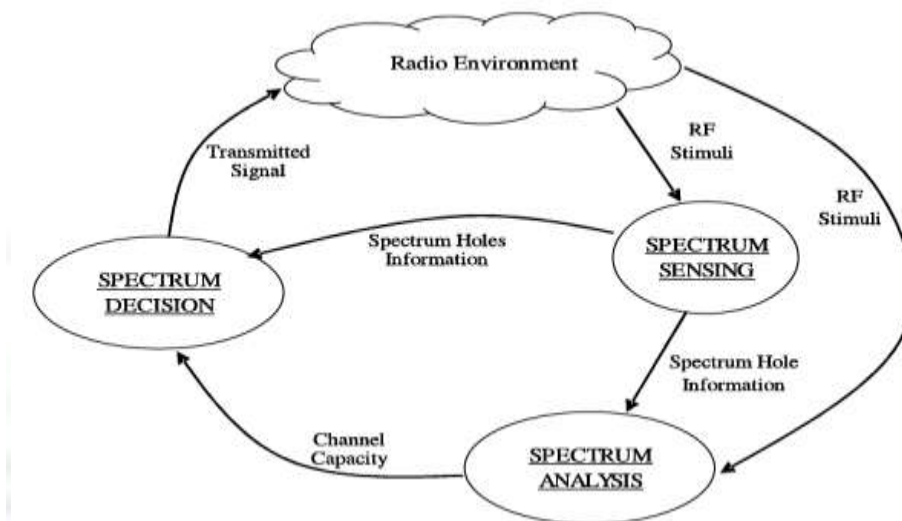 Radio Environment
RF
Stimuli
Transmitted
Signal
RF
Stimuli
Spectrum Holes
Information
SPECTRUM
SENSING
SPECTRUM
DECISION
Spectrum Hole
Information
Channel
Capacity
SPECTRUM
ANALYSIS